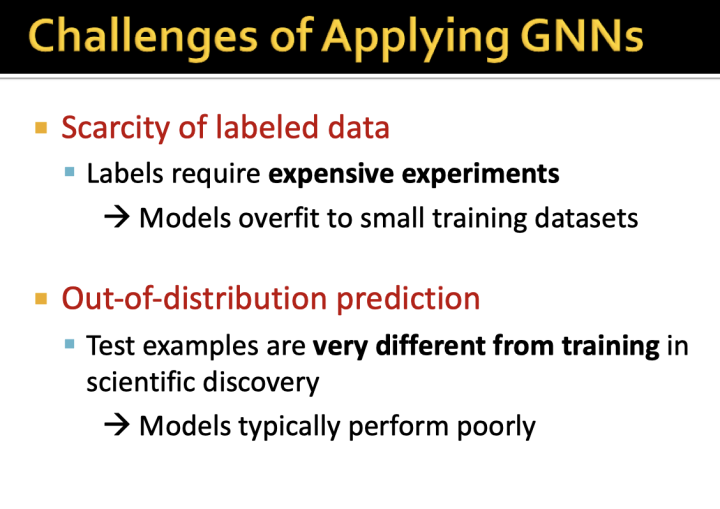 Challenges of Applying GNNs
Scarcity of labeled data
Labels require expensive experiments
→ Models overfit to small training datasets
Out-of-distribution prediction
Test examples are very different from training in
scientific discovery
→ Models typically perform poorly